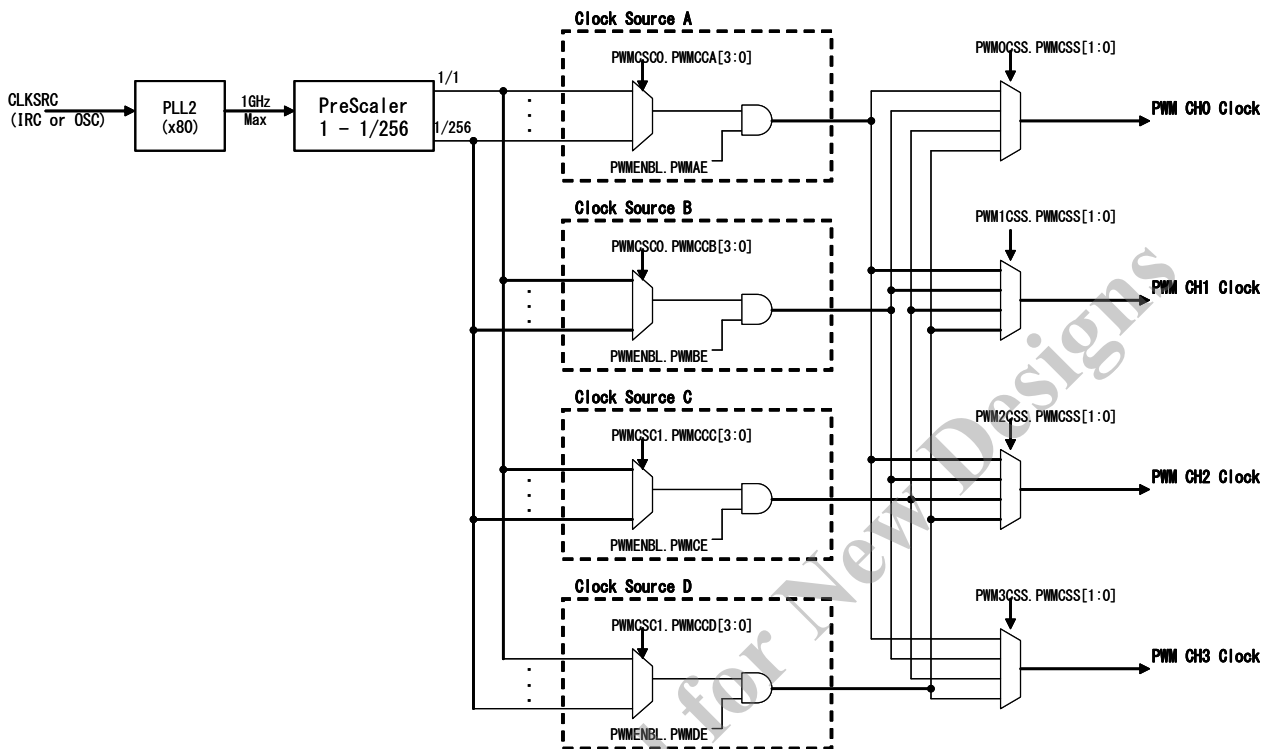 Clock Source A
PWMCSC0.PWMCCA[3:0]
PWM0CSS.PWMCSS[1:0]
1/1
CLKSRC
(IRC or OSC)
PLL2
(x80)
1GHz
Max
PreScaler
1 - 1/256
1/256
PWM CH0 Clock
PWMENBL.PWMAE
Clock Source B
PWMCSC0.PWMCCB[3:0]
PWM1CSS.PWMCSS[1:0]
PWM CH1 Clock
PWMENBL.PWMBE
Clock Source C
PWMCSC1.PWMCCC[3:0]
PWM2CSS.PWMCSS[1:0]
PWM CH2 Clock
PWMENBL.PWMCE
Clock Source D
PWMCSC1.PWMCCD[3:0]
PWM3CSS.PWMCSS[1:0]
PWM CH3 Clock
PWMENBL.PWMDE
for New Designs